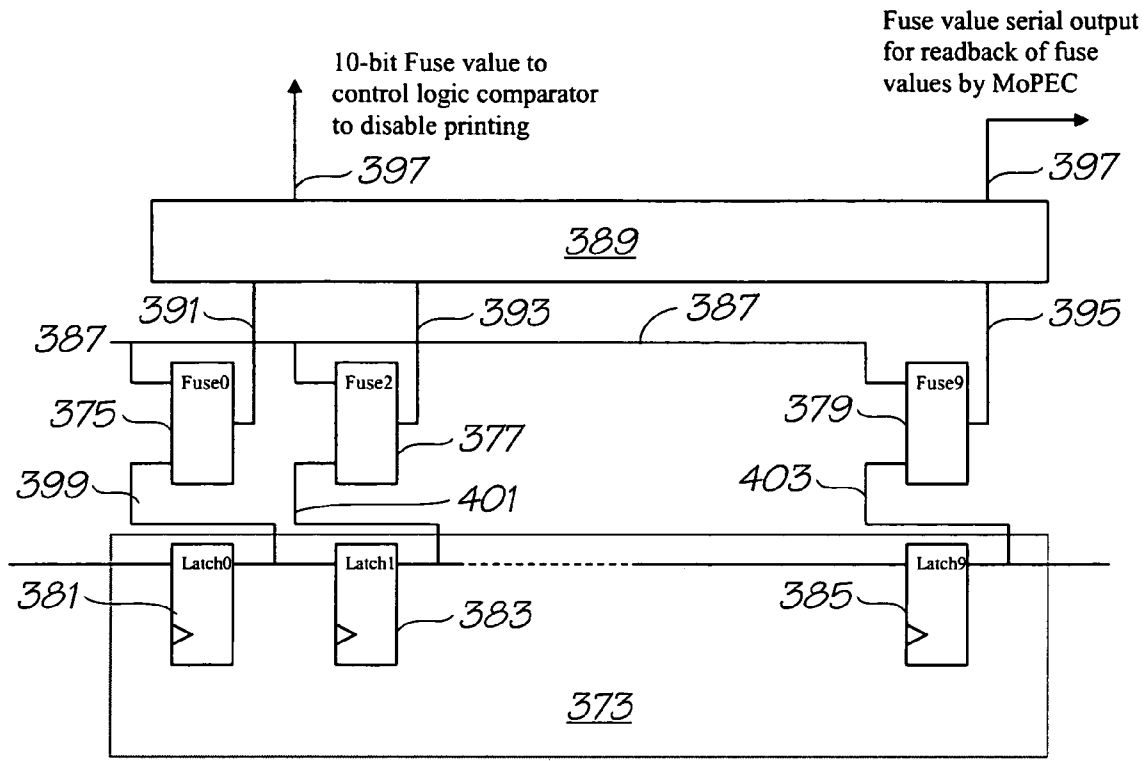 Fuse value serial output
for readback of fuse
values by MoPEC
10-bit Fuse value to
control logic comparator
to disable printing
397
397
389
391
393
387
395
387
Fuse0
Fuse2
Fuse9
375
377
379
399
401
403
Latch0
Latch1
Latch9
381
383
385
373